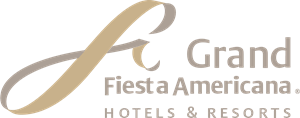 Grand
Fiesta Americana®
HOTELS & RESORTS